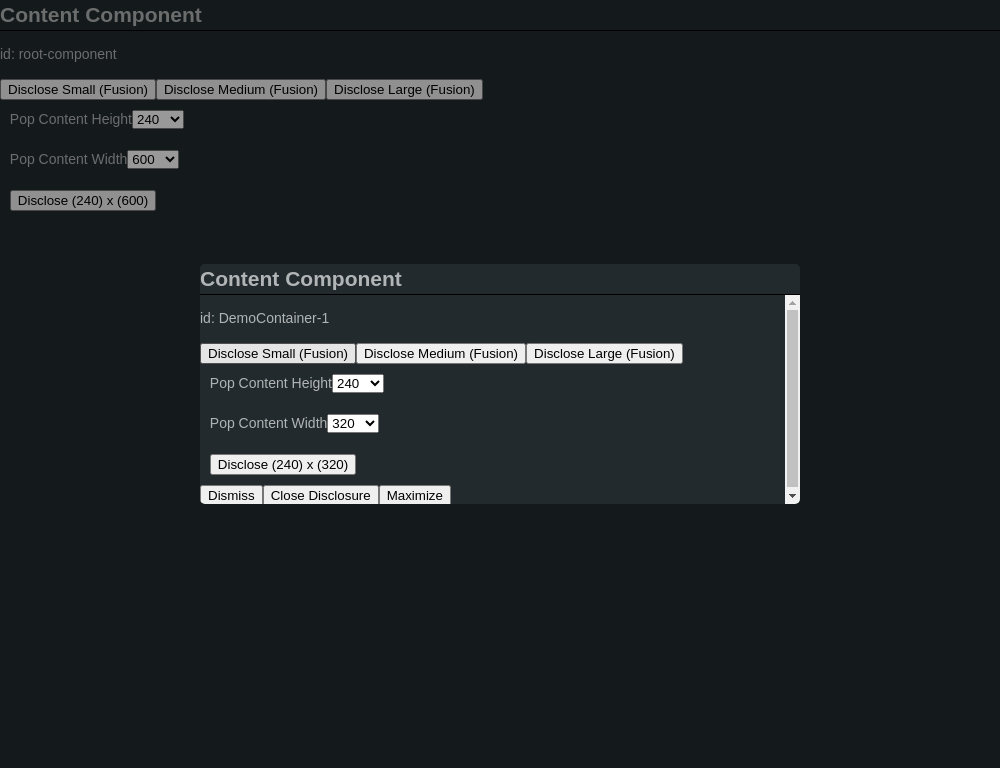 Content Component
id: root-component
Disclose Small (Fusion) Disclose Medium (Fusion) Disclose Large (Fusion)
Pop Content Height 240
Pop Content Width 600
Disclose (240) x (600)
Content Component
id: DemoContainer-1
Disclose Small (Fusion) Disclose Medium (Fusion) Disclose Large (Fusion)
Pop Content Height 240
Pop Content Width 320
Disclose (240) x (320)
Dismiss Close Disclosure Maximize